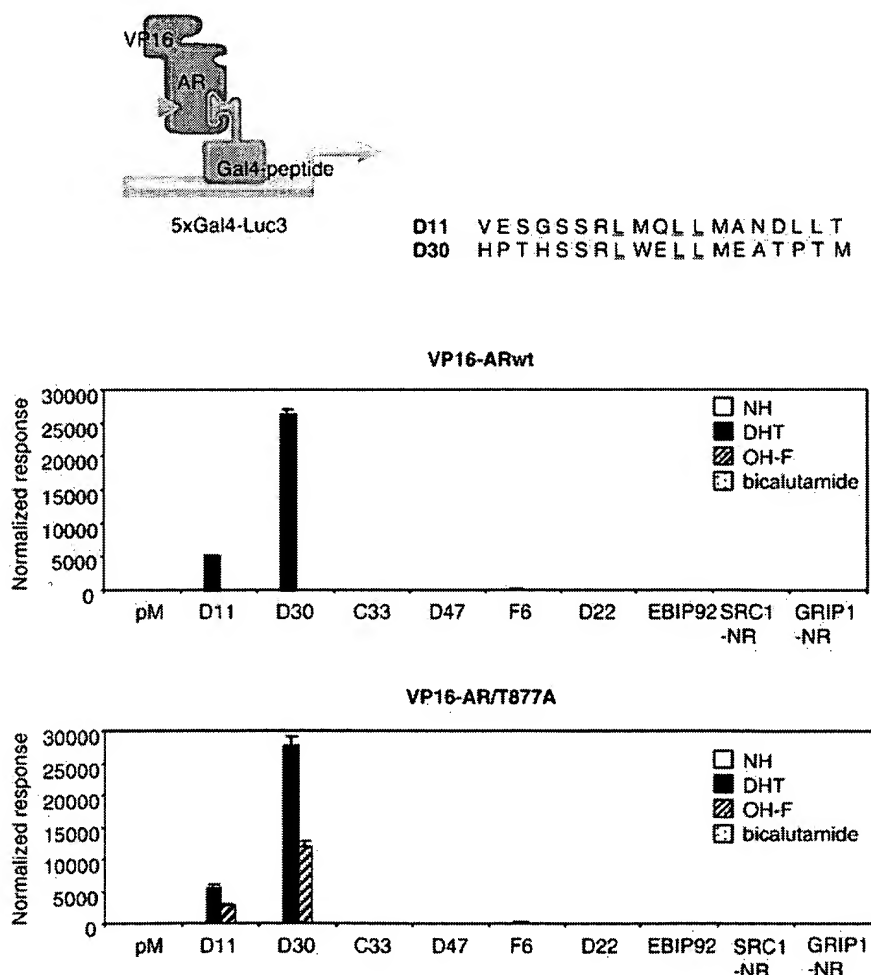 VP16
AR
Gal4-peptide
5xGal4-Luc3
D11 VESGSSRLMQLLMANDLLT
D30 HPTHSSRLWELLMEATPTM
VP16-ARwt
Normalized response
30000
25000
20000
15000
10000
5000
0
NH
DHT
OH-F
bicalutamide
pM D11 D30 C33 D47 F6 D22 EBIP92 SRC1 GRIP1
-NR -NR
VP16-AR/T877A
Normalized response
30000
25000
20000
15000
10000
5000
0
NH
DHT
OH-F
bicalutamide
pM D11 D30 C33 D47 F6 D22 EBIP92 SRC1 GRIP1
-NR -NR